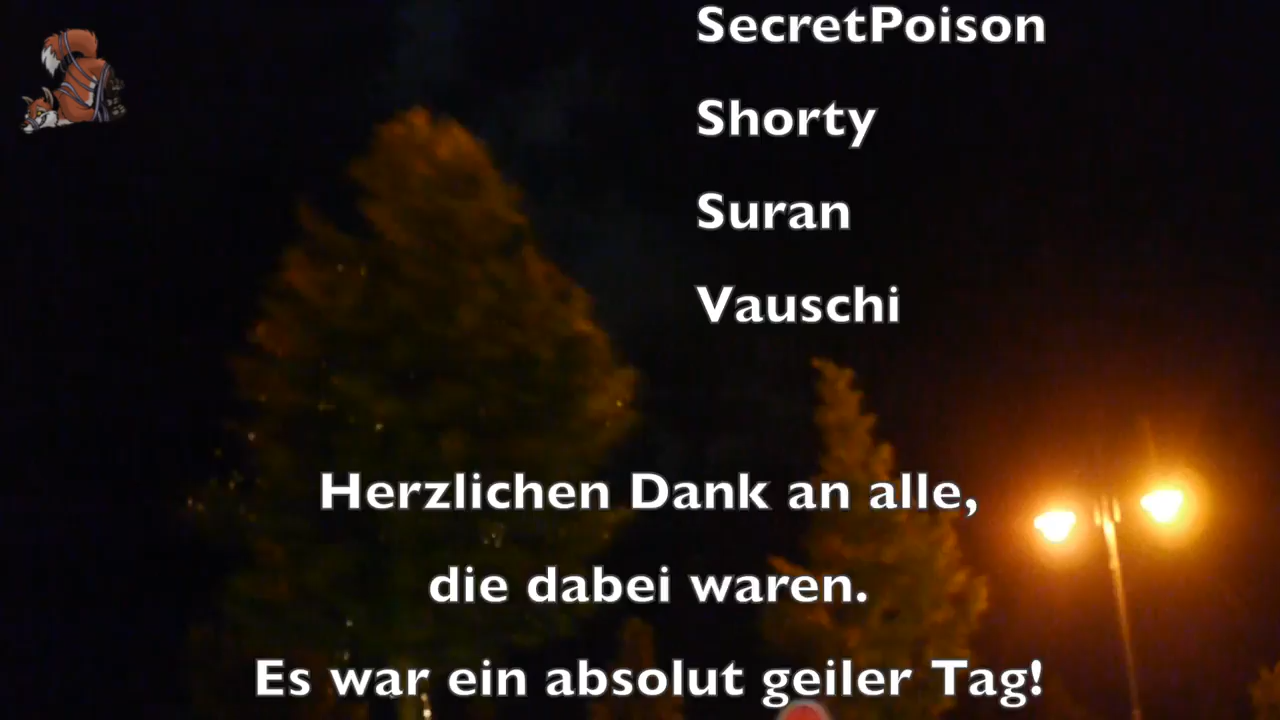 SecretPoison
Shorty
Suran
Vauschi
Herzlichen Dank an alle,
die dabei waren.
Es war ein absolut geiler Tag!